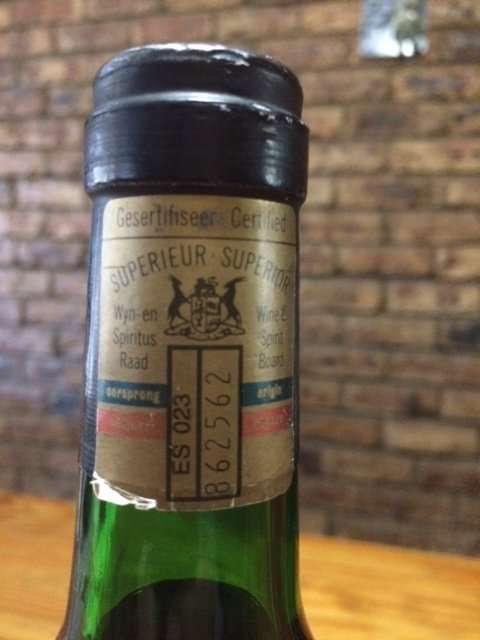 Gesertifiseer Certified
SUPERIEUR · SUPERIOR
Wyn-en
Spiritus
Raad
Wine &
Spirit
Board
oorsprong
origin
ES 023
862562